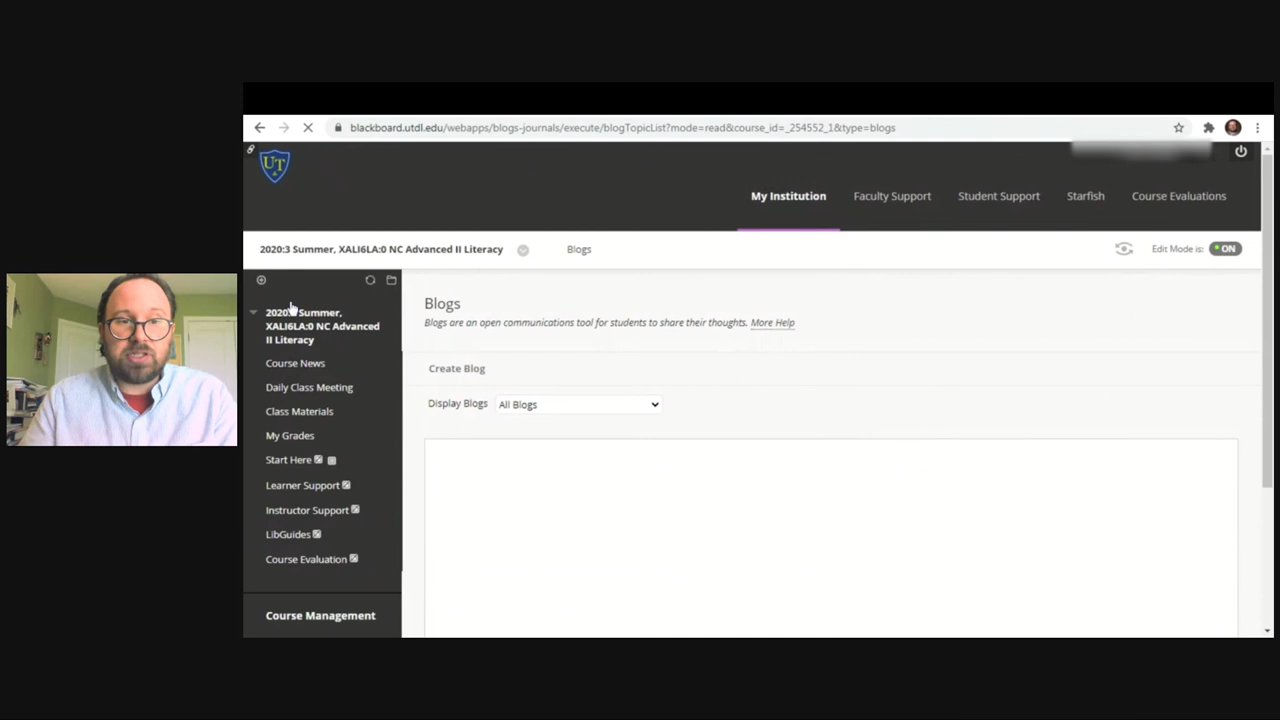 blackboard.utdl.edu/webapps/blogs-journals/execute/blogTopicList?mode=read&course_id=_254552_1&type=blogs
UT
My Institution Faculty Support Student Support Starfish Course Evaluations
2020:3 Summer, XALI6LA:0 NC Advanced II Literacy Blogs Edit Mode is: ON
2020: Summer,
XALI6LA:0 NC Advanced
II Literacy
Course News
Daily Class Meeting
Class Materials
My Grades
Start Here
Learner Support
Instructor Support
LibGuides
Course Evaluation
Course Management
Blogs
Blogs are an open communications tool for students to share their thoughts. More Help
Create Blog
Display Blogs All Blogs